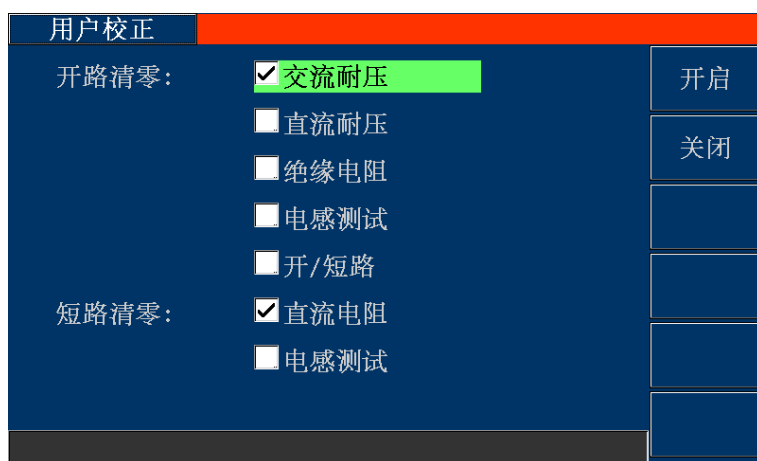 用户校正
开路清零: 交流耐压
直流耐压
绝缘电阻
电感测试
开/短路
短路清零: 直流电阻
电感测试
开启
关闭